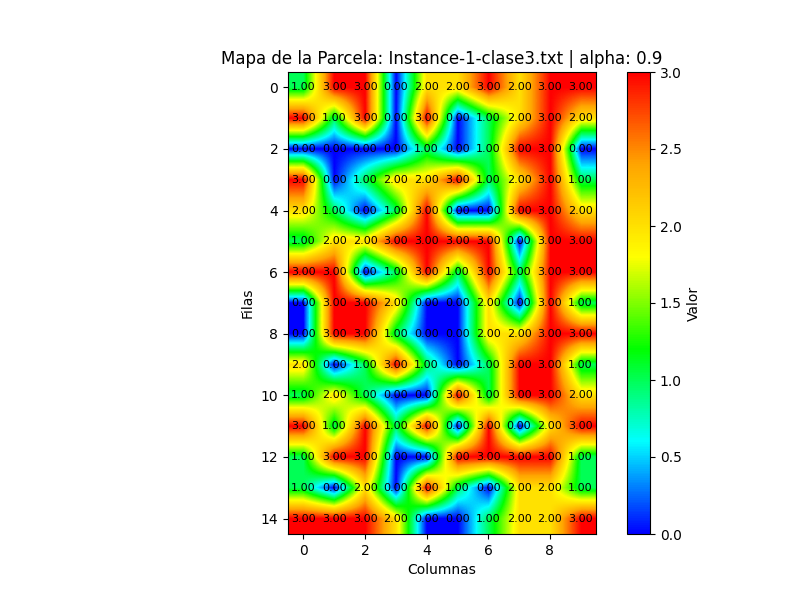 Mapa de la Parcela: Instance-1-clase3.txt | alpha: 0.9
0 1.00 3.00 3.00 0.00 2.00 2.00 3.00 2.00 3.00 3.00
3.00 1.00 3.00 0.00 3.00 0.00 1.00 2.00 3.00 2.00
2 0.00 0.00 0.00 0.00 1.00 0.00 1.00 3.00 3.00 0.00
3.00 0.00 1.00 2.00 2.00 3.00 1.00 2.00 3.00 1.00
4 2.00 1.00 0.00 1.00 3.00 0.00 0.00 3.00 3.00 2.00
1.00 2.00 2.00 3.00 3.00 3.00 3.00 0.00 3.00 3.00
6 3.00 3.00 0.00 1.00 3.00 1.00 3.00 1.00 3.00 3.00
0.00 3.00 3.00 2.00 0.00 0.00 2.00 0.00 3.00 1.00
8 0.00 3.00 3.00 1.00 0.00 0.00 2.00 2.00 3.00 3.00
2.00 0.00 1.00 3.00 1.00 0.00 1.00 3.00 3.00 1.00
10 1.00 2.00 1.00 0.00 0.00 3.00 1.00 3.00 3.00 2.00
3.00 1.00 3.00 1.00 3.00 0.00 3.00 0.00 2.00 3.00
12 1.00 3.00 3.00 0.00 0.00 3.00 3.00 3.00 3.00 1.00
1.00 0.00 2.00 0.00 3.00 1.00 0.00 2.00 2.00 1.00
14 3.00 3.00 3.00 2.00 0.00 0.00 1.00 2.00 2.00 3.00
0 2 4 6 8
Columnas
Filas
3.0
2.5
2.0
1.5
1.0
0.5
0.0
Valor